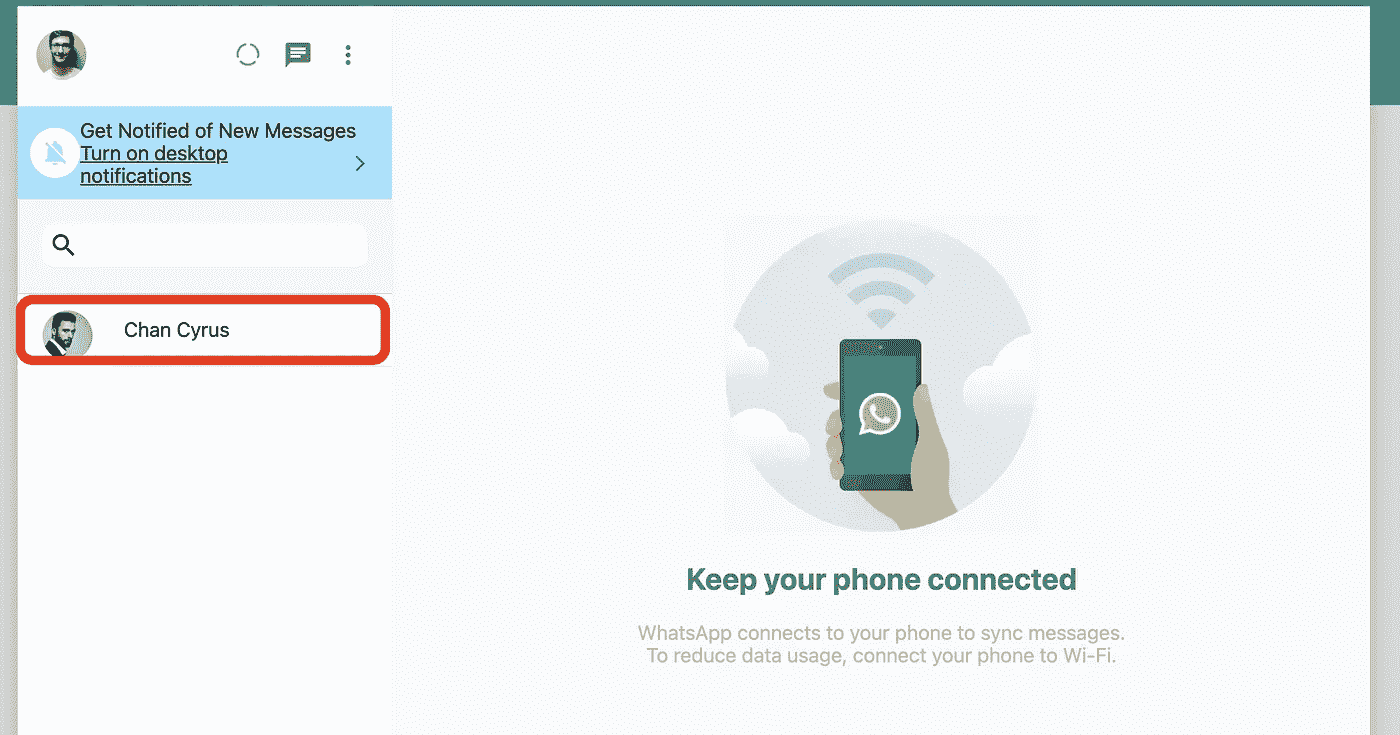 Get Notified of New Messages
Turn on desktop
notifications
Chan Cyrus
Keep your phone connected
WhatsApp connects to your phone to sync messages.
To reduce data usage, connect your phone to Wi-Fi.